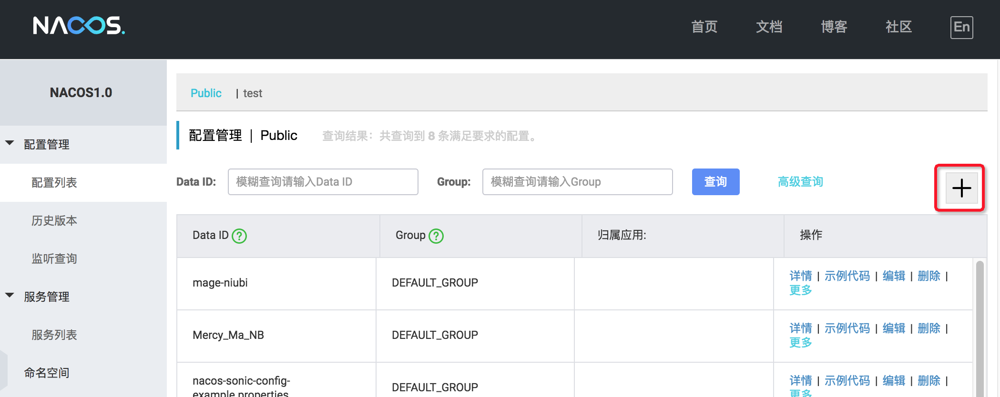 NACOS.
首页 文档 博客 社区 En
NACOS1.0
配置管理
配置列表
历史版本
监听查询
服务管理
服务列表
命名空间
Public | test
配置管理 | Public 查询结果：共查询到 8 条满足要求的配置。
Data ID: 模糊查询请输入Data ID Group: 模糊查询请输入Group 查询 高级查询
Data ID ? Group ? 归属应用: 操作
mage-niubi DEFAULT_GROUP 详情 | 示例代码 | 编辑 | 删除 |
更多
Mercy_Ma_NB DEFAULT_GROUP 详情 | 示例代码 | 编辑 | 删除 |
更多
nacos-sonic-config-
example.properties DEFAULT_GROUP 详情 | 示例代码 | 编辑 | 删除 |
更多